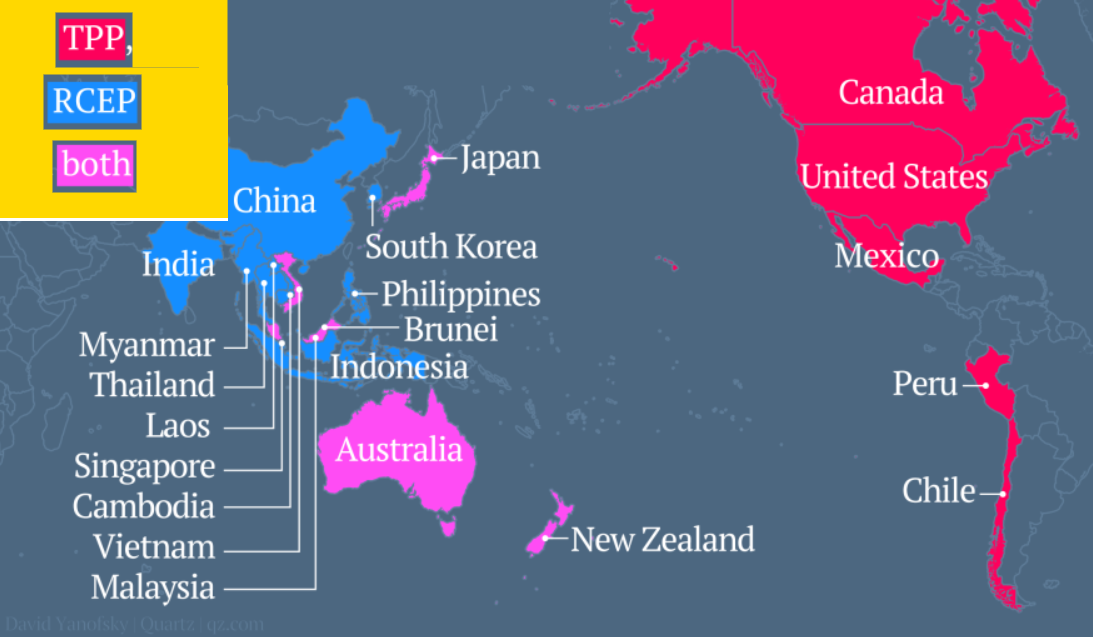 TPP,
RCEP
both
Canada
Japan
United States
China
South Korea
Mexico
India
Philippines
Brunei
Myanmar
Indonesia
Thailand
Peru
Laos
Australia
Singapore
Chile
Cambodia
New Zealand
Vietnam
Malaysia
David Yanofsky | Quartz | qz.com